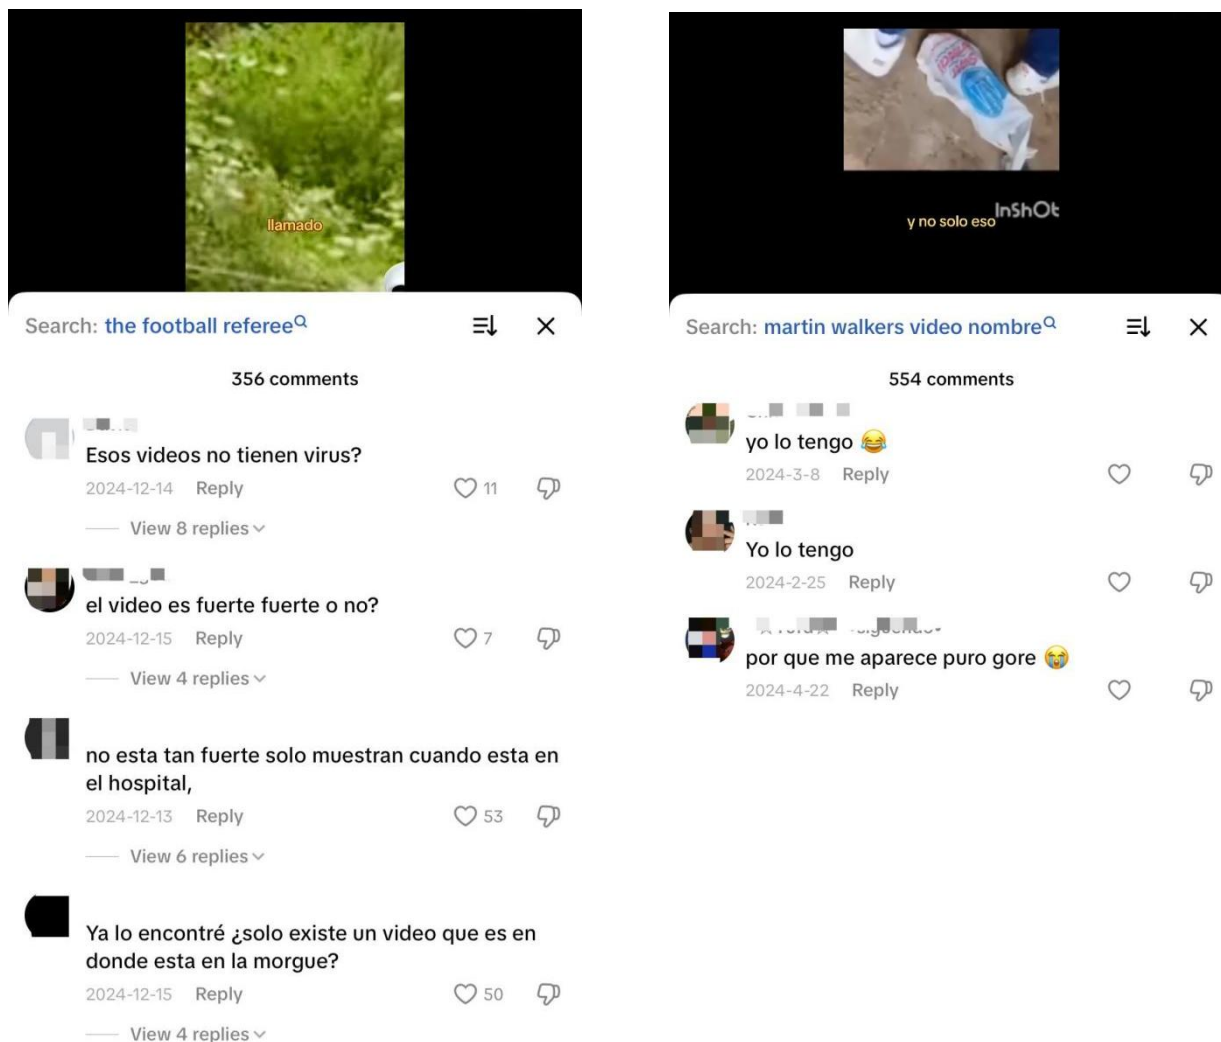 llamado
Search: the football referee
356 comments
Esos videos no tienen virus?
2024-12-14 Reply
11
View 8 replies
el video es fuerte fuerte o no?
2024-12-15 Reply
7
View 4 replies
no esta tan fuerte solo muestran cuando esta en
el hospital,
2024-12-13 Reply
53
View 6 replies
Ya lo encontré ¿solo existe un video que es en
donde esta en la morgue?
2024-12-15 Reply
50
View 4 replies
InShOt
y no solo eso
Search: martin walkers video nombre
554 comments
yo lo tengo 😂
2024-3-8 Reply
Yo lo tengo
2024-2-25 Reply
por que me aparece puro gore 😭
2024-4-22 Reply